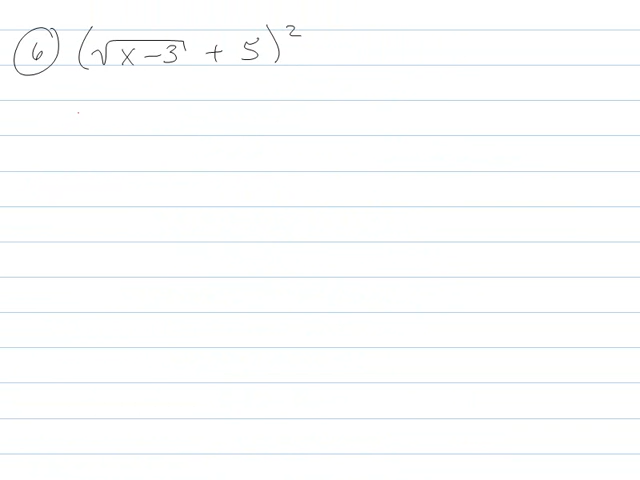 ⑥ (√(x-3) + 5)²